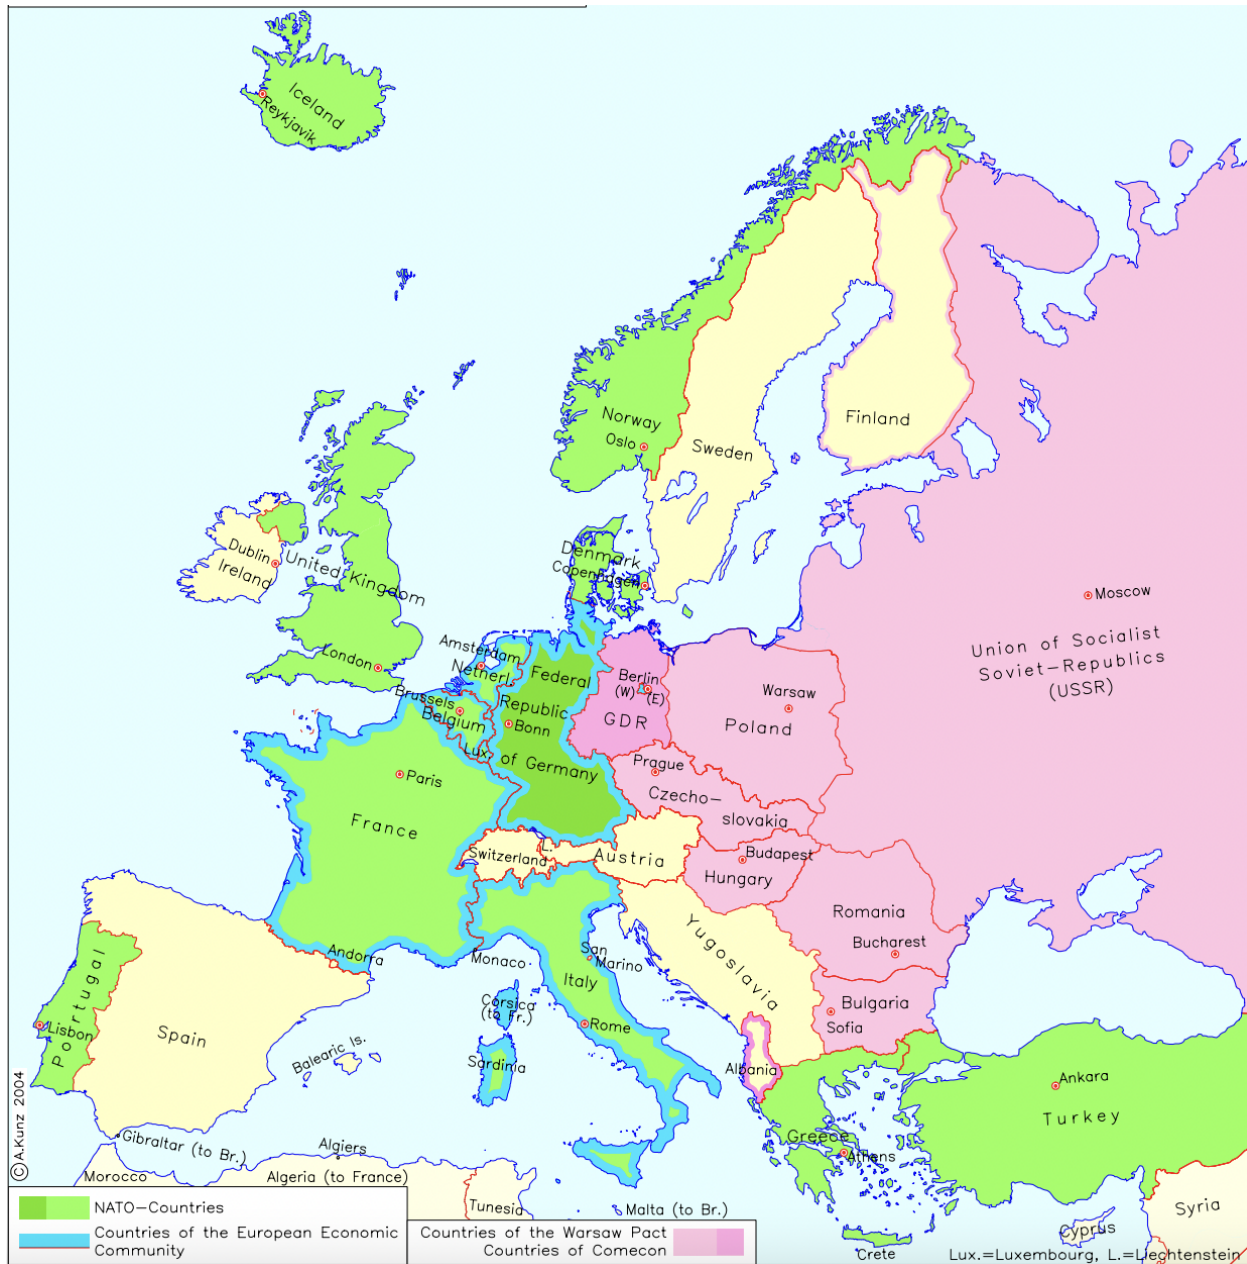 Iceland
Reykjavik
Norway
Oslo
Sweden
Finland
Denmark
Copenhagen
Dublin
Ireland
United Kingdom
London
Moscow
Union of Socialist
Soviet-Republics
(USSR)
Amsterdam
Netherl.
Brussels
Belgium
Lux.
Federal
Republic
of Germany
Bonn
Berlin
(W)
(E)
GDR
Warsaw
Poland
Prague
Czecho-
slovakia
Paris
France
Switzerland
L.
Austria
Budapest
Hungary
Romania
Bucharest
Yugoslavia
Bulgaria
Sofia
Albania
Andorra
Monaco
San
Marino
Italy
Rome
Corsica
(to Fr.)
Sardinia
Portugal
Lisbon
Spain
Balearic Is.
Gibraltar (to Br.)
Algiers
Morocco
Algeria (to France)
Tunesia
Malta (to Br.)
Greece
Athens
Crete
Ankara
Turkey
Cyprus
Syria
©A.Kunz 2004
NATO-Countries
Countries of the European Economic
Community
Countries of the Warsaw Pact
Countries of Comecon
Lux.=Luxembourg, L.=Liechtenstein